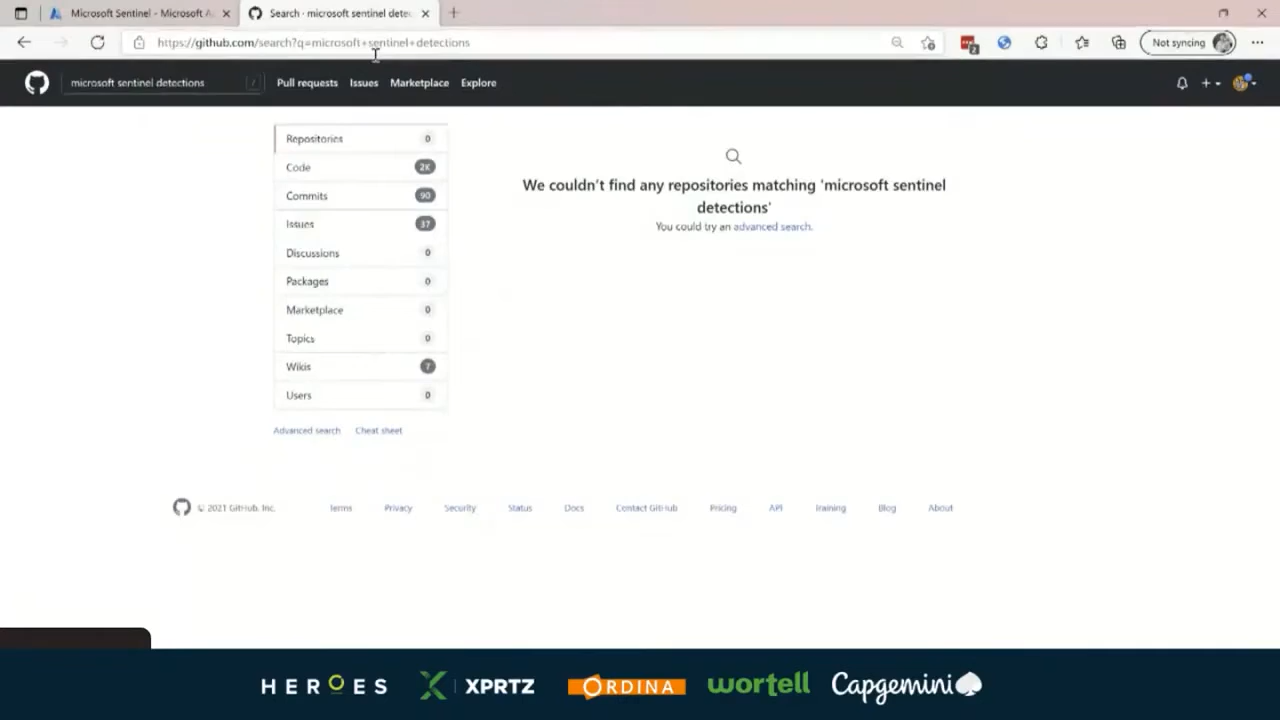 Microsoft Sentinel - Microsoft A
Search · microsoft sentinel dete
https://github.com/search?q=microsoft+sentinel+detections
2
Not syncing
microsoft sentinel detections /
Pull requests Issues Marketplace Explore
Repositories 0
Code 2K
Commits 90
Issues 37
Discussions 0
Packages 0
Marketplace 0
Topics 0
Wikis 7
Users 0
Advanced search Cheat sheet
We couldn't find any repositories matching 'microsoft sentinel
detections'
You could try an advanced search.
© 2021 GitHub, Inc. Terms Privacy Security Status Docs Contact GitHub Pricing API Training Blog About
HEROES XPRTZ ORDINA wortell Capgemini